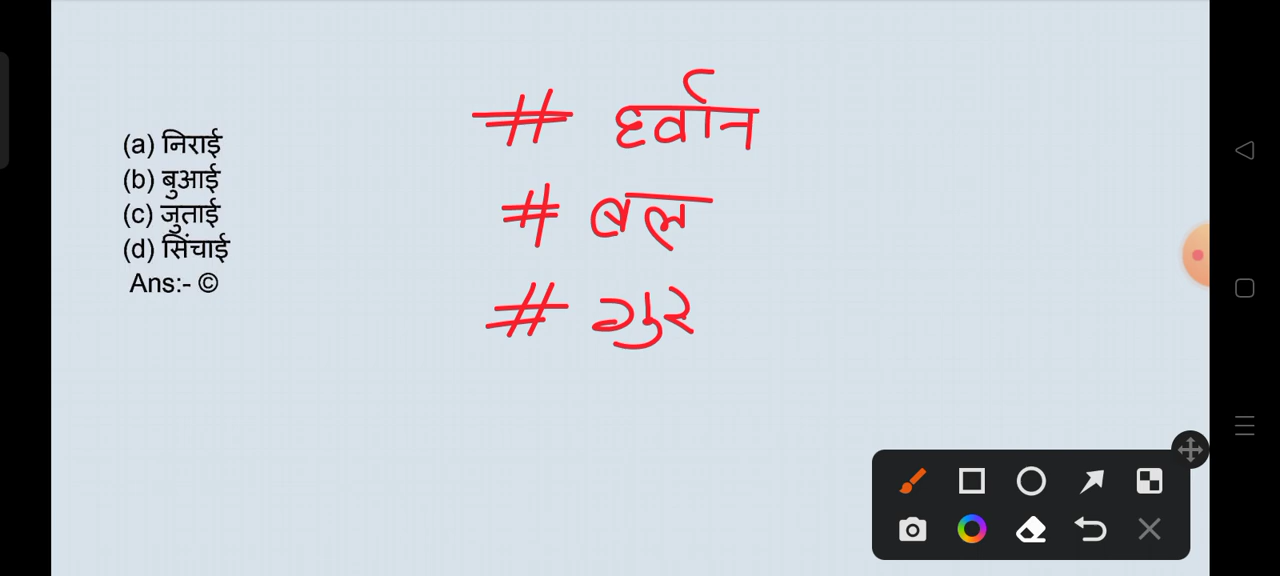 (a) निराई
(b) बुआई
(c) जुताई
(d) सिंचाई
Ans:- ©
#
# बल
# गुर